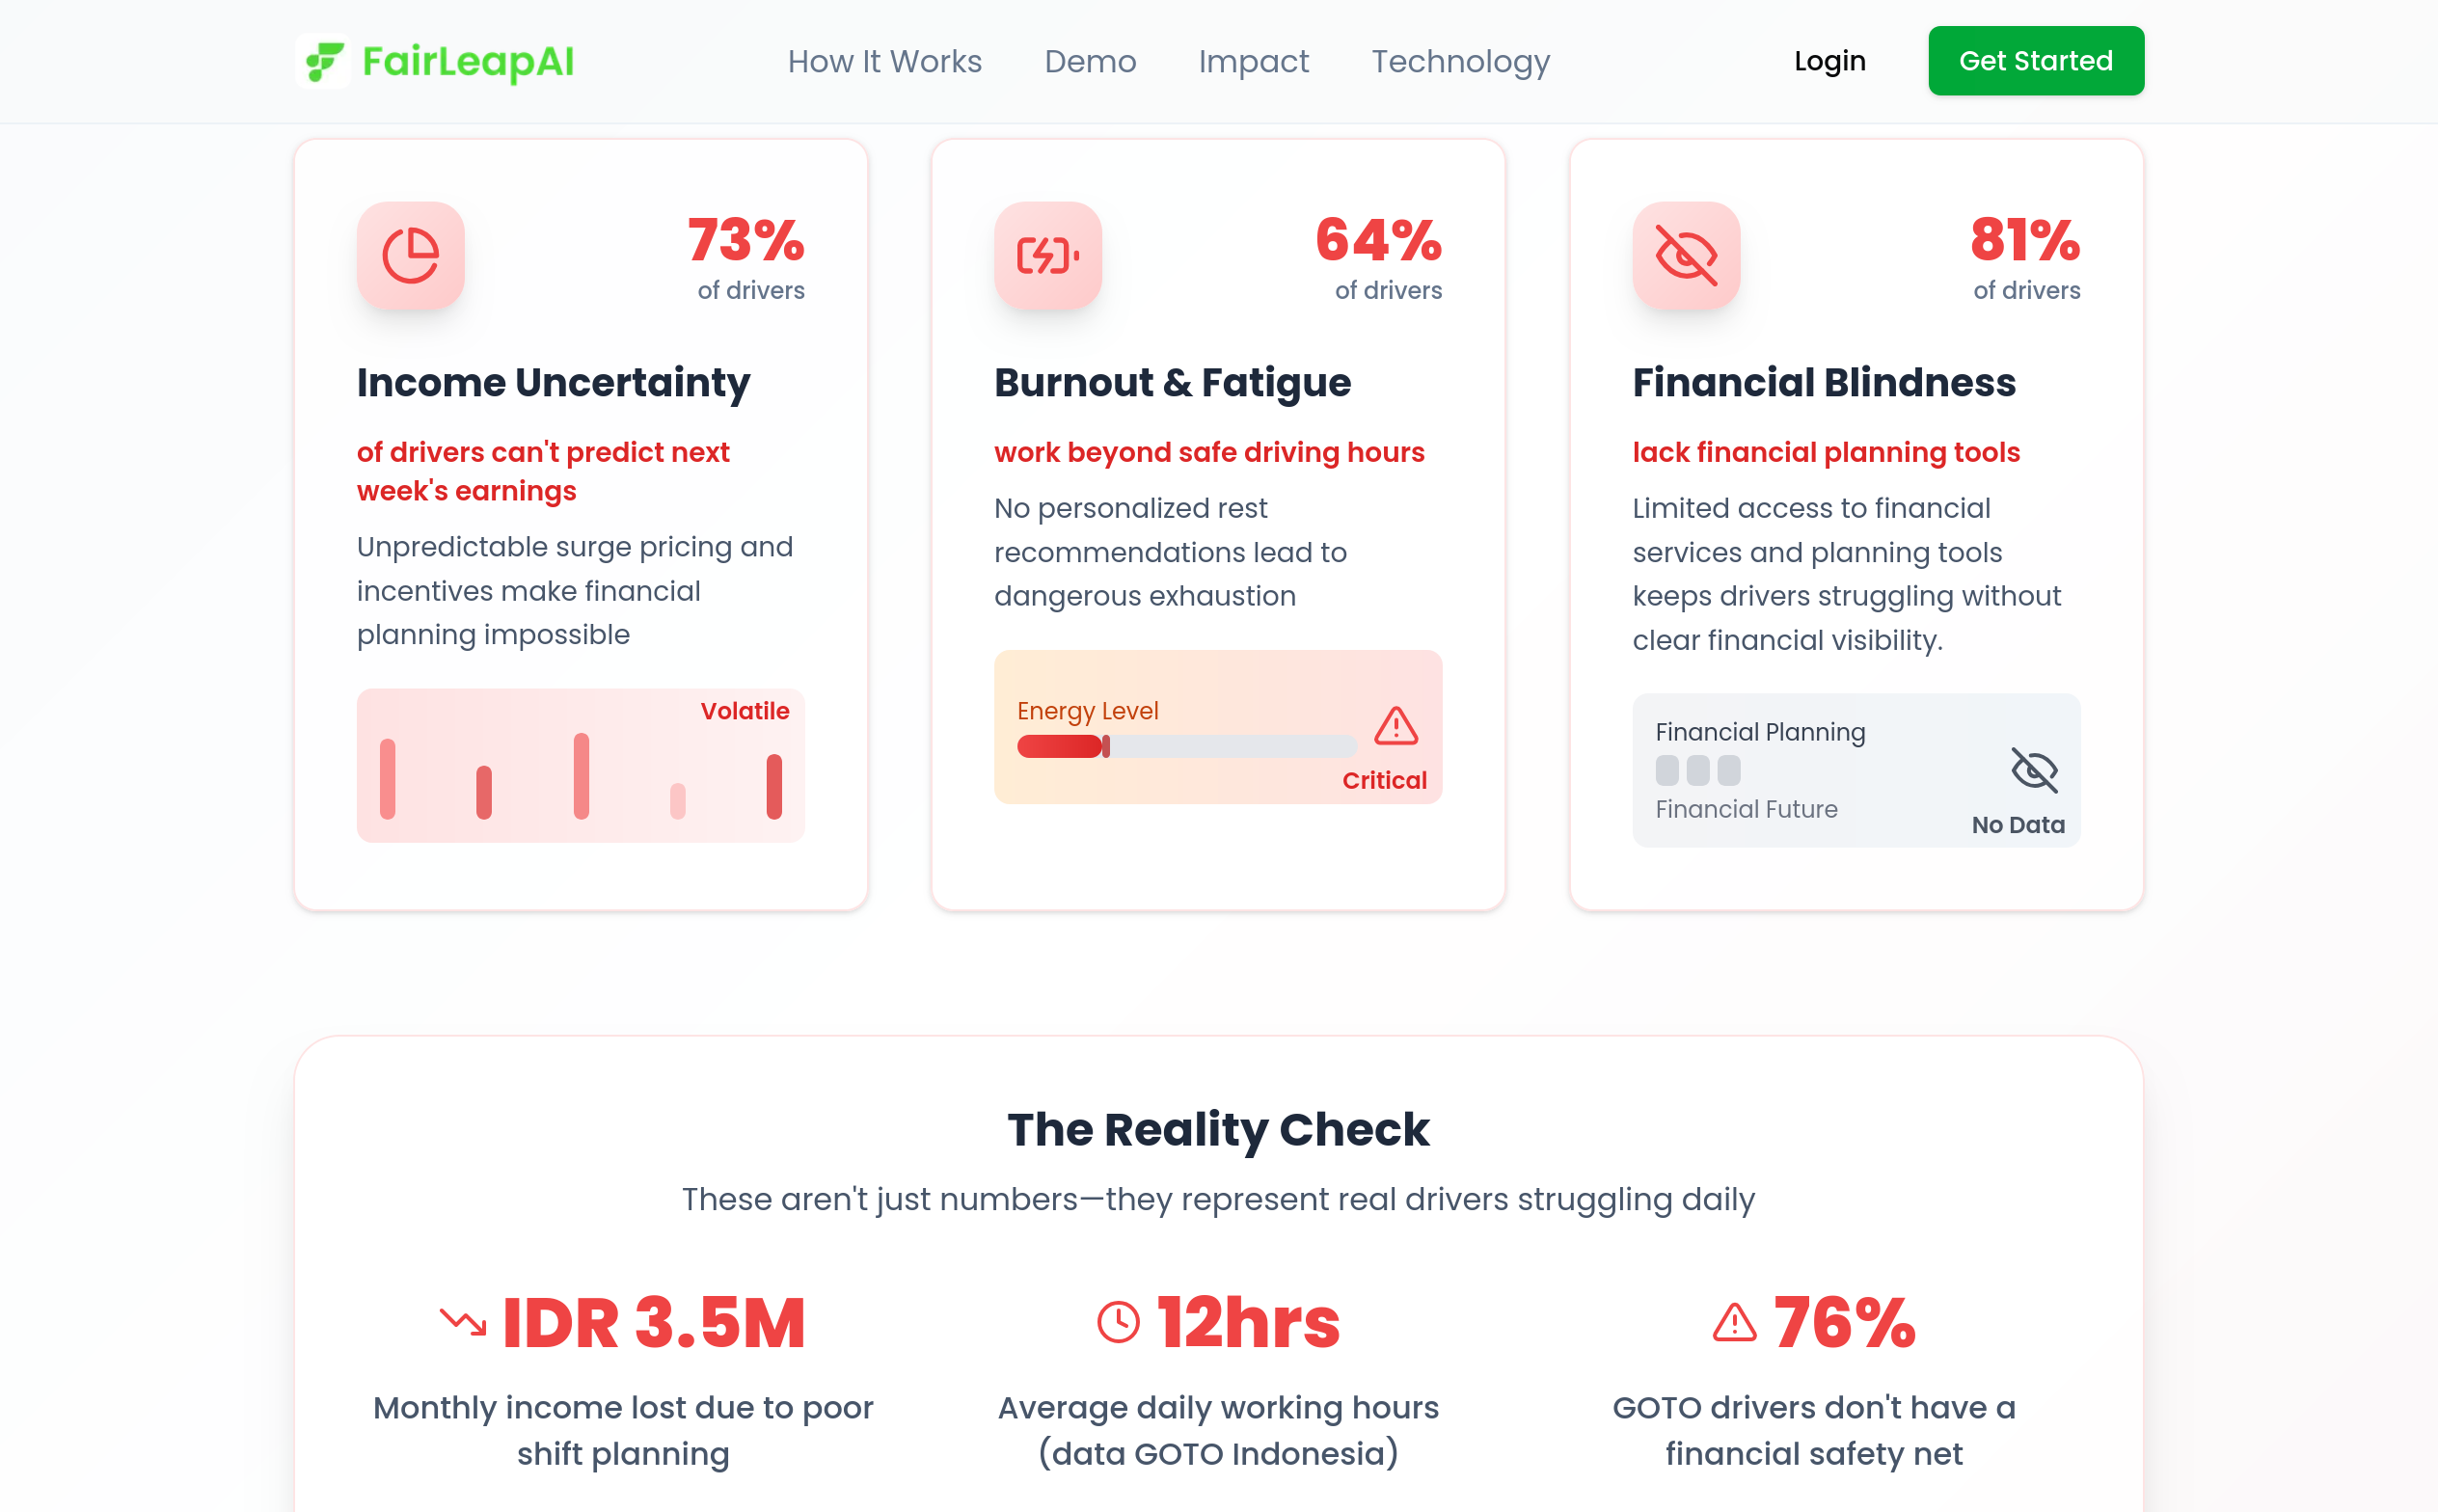 FairLeapAI
How It Works
Demo
Impact
Technology
Login
Get Started
73%
of drivers
Income Uncertainty
of drivers can't predict next
week's earnings
Unpredictable surge pricing and
incentives make financial
planning impossible
Volatile
64%
of drivers
Burnout & Fatigue
work beyond safe driving hours
No personalized rest
recommendations lead to
dangerous exhaustion
Energy Level
Critical
81%
of drivers
Financial Blindness
lack financial planning tools
Limited access to financial
services and planning tools
keeps drivers struggling without
clear financial visibility.
Financial Planning
Financial Future
No Data
The Reality Check
These aren't just numbers—they represent real drivers struggling daily
IDR 3.5M
Monthly income lost due to poor
shift planning
12hrs
Average daily working hours
(data GOTO Indonesia)
76%
GOTO drivers don't have a
financial safety net